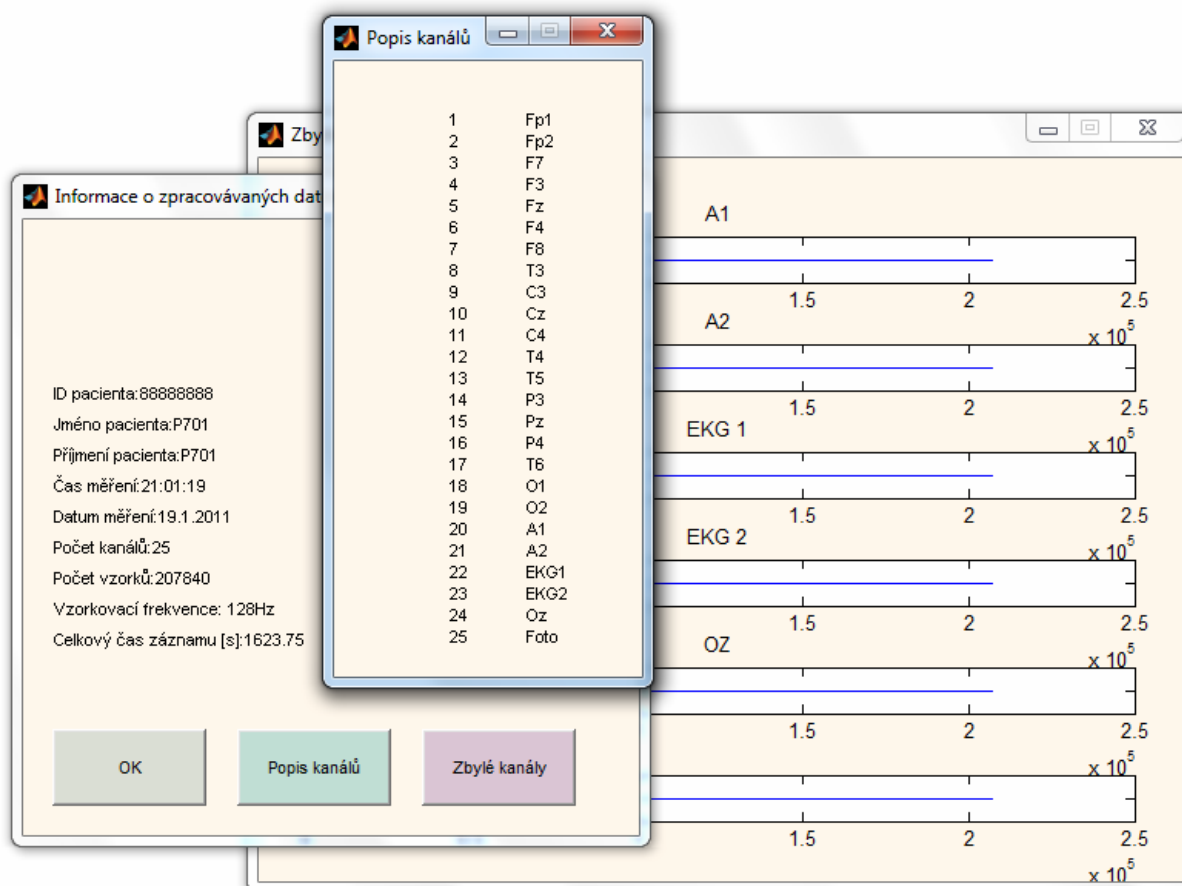 Popis kanálů
1 Fp1
2 Fp2
3 F7
4 F3
5 Fz
6 F4
7 F8
8 T3
9 C3
10 Cz
11 C4
12 T4
13 T5
14 P3
15 Pz
16 P4
17 T6
18 O1
19 O2
20 A1
21 A2
22 EKG1
23 EKG2
24 Oz
25 Foto
Informace o zpracovávaných dat
ID pacienta:88888888
Jméno pacienta:P701
Příjmení pacienta:P701
Čas měření:21:01:19
Datum měření:19.1.2011
Počet kanálů:25
Počet vzorků:207840
Vzorkovací frekvence: 128Hz
Celkový čas záznamu [s]:1623.75
OK Popis kanálů Zbylé kanály
Zby
A1
1.5 2 2.5
x 10^5
A2
1.5 2 2.5
x 10^5
EKG 1
1.5 2 2.5
x 10^5
EKG 2
1.5 2 2.5
x 10^5
OZ
1.5 2 2.5
x 10^5
1.5 2 2.5
x 10^5